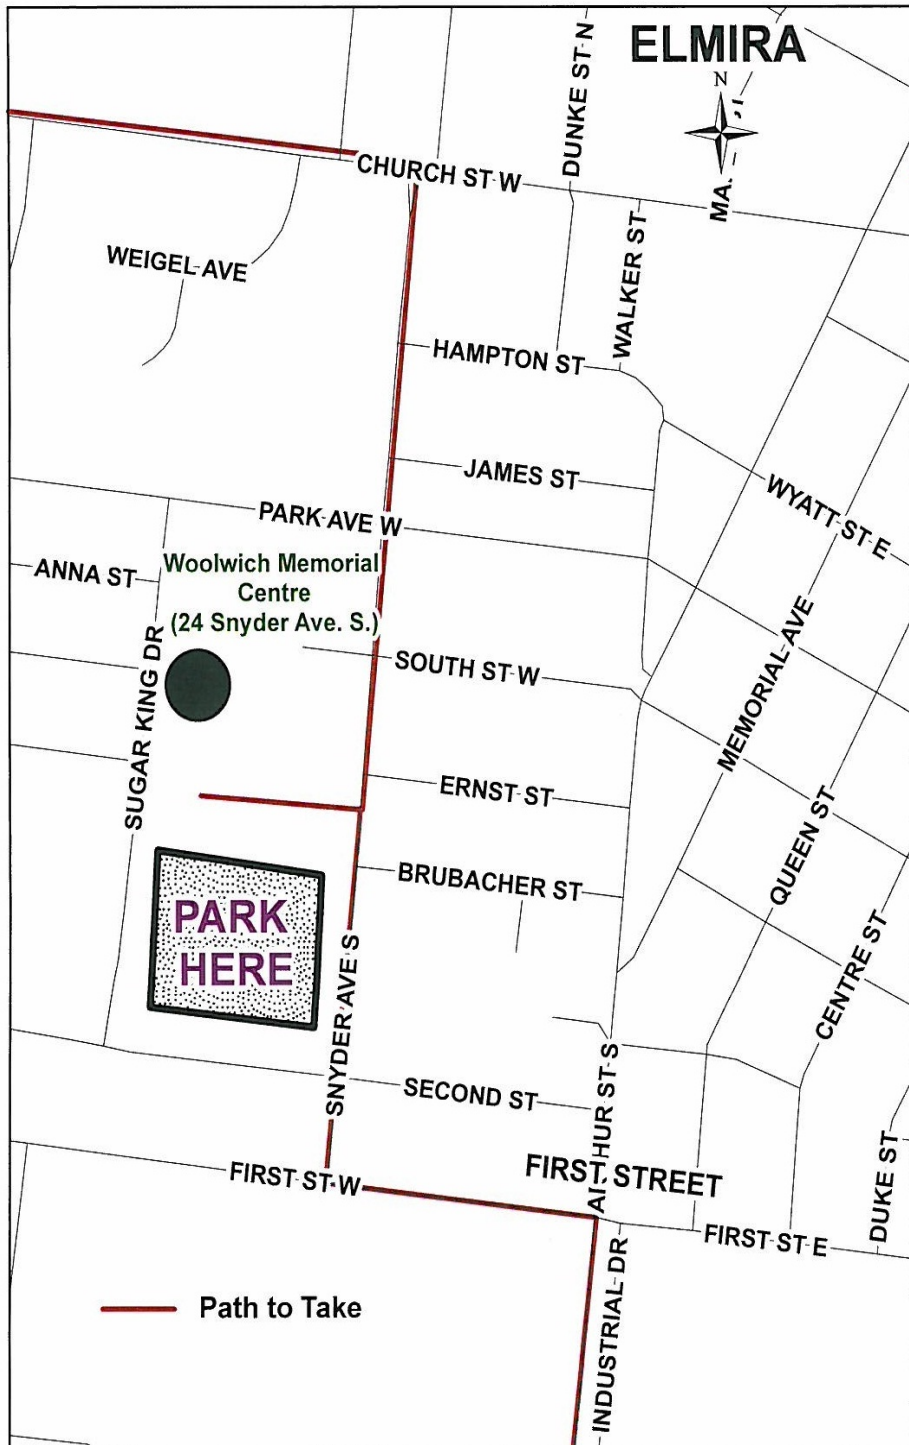 ELMIRA
N
DUNKE ST N
CHURCH ST W
WALKER ST
WEIGEL AVE
HAMPTON ST
JAMES ST
WYATT ST E
PARK AVE W
ANNA ST
Woolwich Memorial
Centre
(24 Snyder Ave. S.)
SOUTH ST W
MEMORIAL AVE
SUGAR KING DR
ERNST ST
QUEEN ST
BRUBACHER ST
PARK
HERE
CENTRE ST
SNYDER AVE S
SECOND ST
FIRST STREET
FIRST ST W
DUKE ST
FIRST ST E
INDUSTRIAL DR
Path to Take